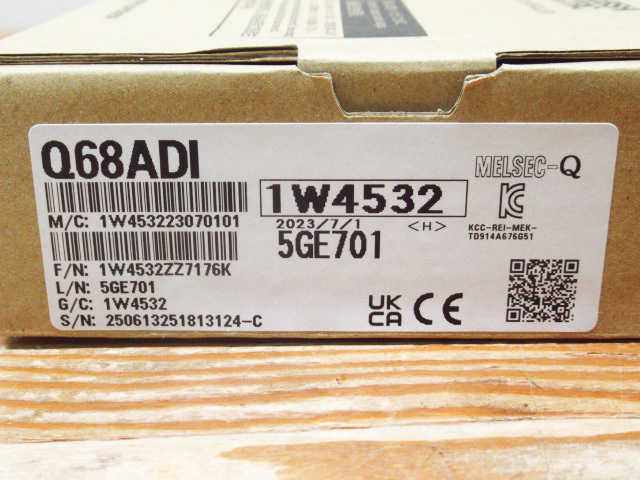 Q68ADI
MELSEC-Q
1W4532
M/C: 1W453223070101
2023/7/1 <H>
5GE701
KCC-REI-MEK-
TD914A676G51
F/N: 1W4532ZZ7176K
L/N: 5GE701
G/C: 1W4532
S/N: 250613251813124-C
UK
CA CE